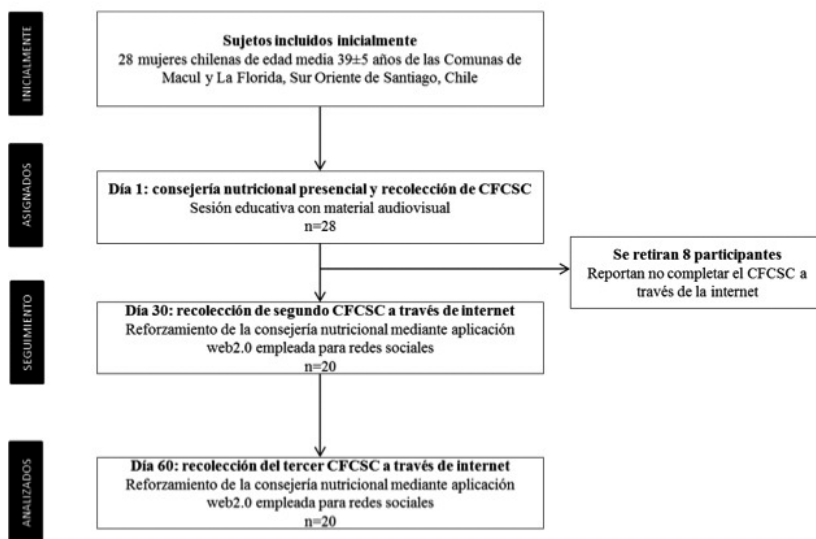 INICIALMENTE
Sujetos incluidos inicialmente
28 mujeres chilenas de edad media 39±5 años de las Comunas de
Macul y La Florida, Sur Oriente de Santiago, Chile
ASIGNADOS
Día 1: consejería nutricional presencial y recolección de CFCSC
Sesión educativa con material audiovisual
n=28
Se retiran 8 participantes
Reportan no completar el CFCSC a
través de la internet
SEGUIMIENTO
Día 30: recolección de segundo CFCSC a través de internet
Reforzamiento de la consejería nutricional mediante aplicación
web2.0 empleada para redes sociales
n=20
ANALIZADOS
Día 60: recolección del tercer CFCSC a través de internet
Reforzamiento de la consejería nutricional mediante aplicación
web2.0 empleada para redes sociales
n=20